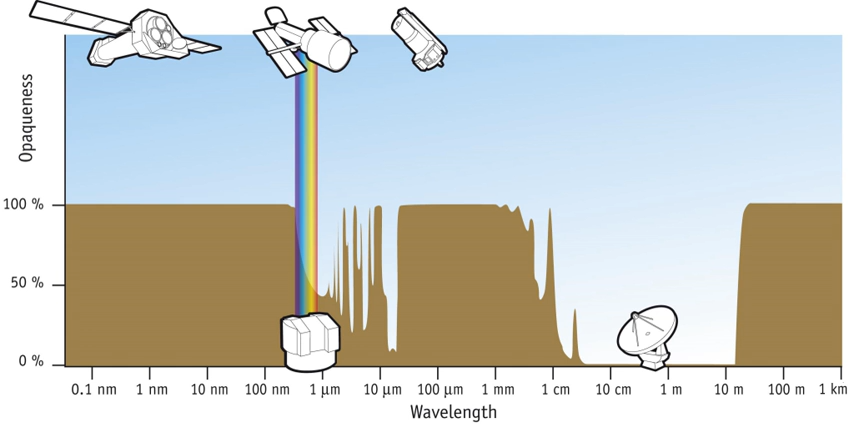 Opaqueness
100 %
50 %
0 %
0.1 nm 1 nm 10 nm 100 nm 1 µm 10 µm 100 µm 1 mm 1 cm 10 cm 1 m 10 m 100 m 1 km
Wavelength